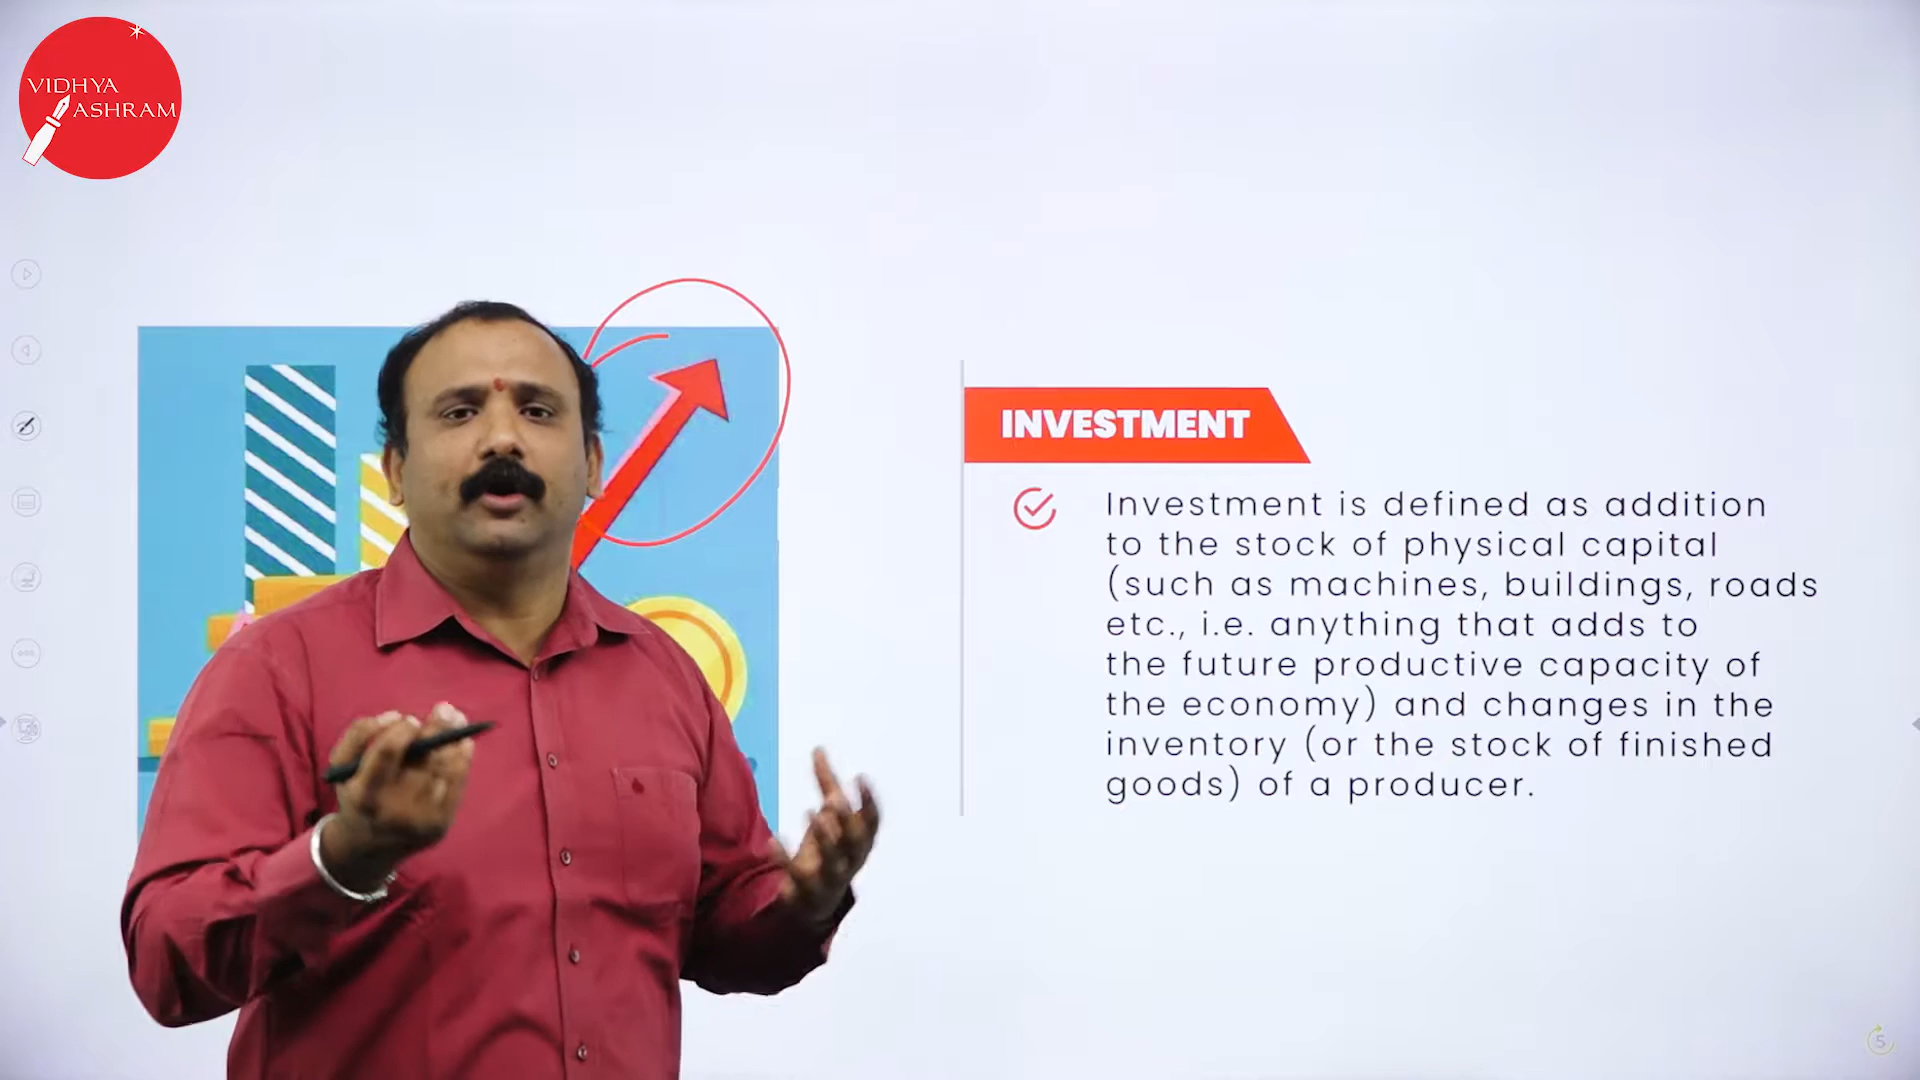 VIDHYA
ASHRAM
INVESTMENT
Investment is defined as addition
to the stock of physical capital
(such as machines, buildings, roads
etc., i.e. anything that adds to
the future productive capacity of
the economy) and changes in the
inventory (or the stock of finished
goods) of a producer.
5